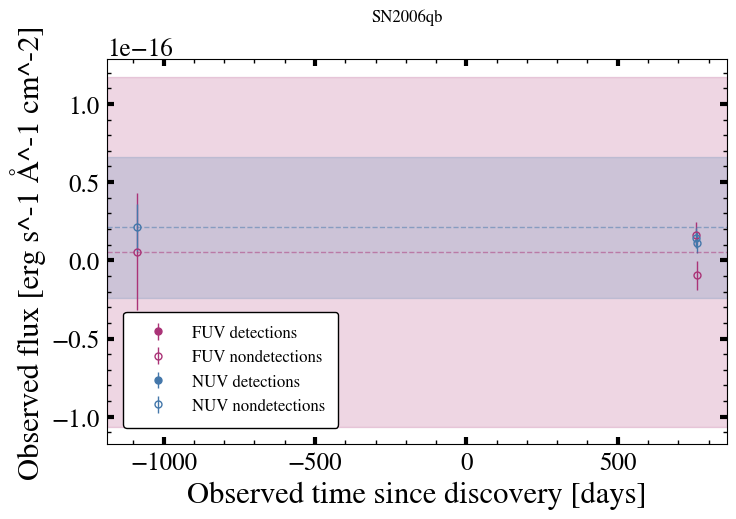 SN2006qb
1e−16
Observed flux [erg s^-1 Å^-1 cm^-2]
1.0
0.5
0.0
−0.5
−1.0
FUV detections
FUV nondetections
NUV detections
NUV nondetections
−1000
−500
0
500
Observed time since discovery [days]